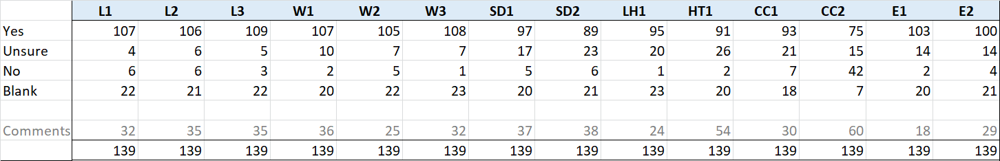 L1 L2 L3 W1 W2 W3 SD1 SD2 LH1 HT1 CC1 CC2 E1 E2
Yes 107 106 109 107 105 108 97 89 95 91 93 75 103 100
Unsure 4 6 5 10 7 7 17 23 20 26 21 15 14 14
No 6 6 3 2 5 1 5 6 1 2 7 42 2 4
Blank 22 21 22 20 22 23 20 21 23 20 18 7 20 21
Comments 32 35 35 36 25 32 37 38 24 54 30 60 18 29
139 139 139 139 139 139 139 139 139 139 139 139 139 139